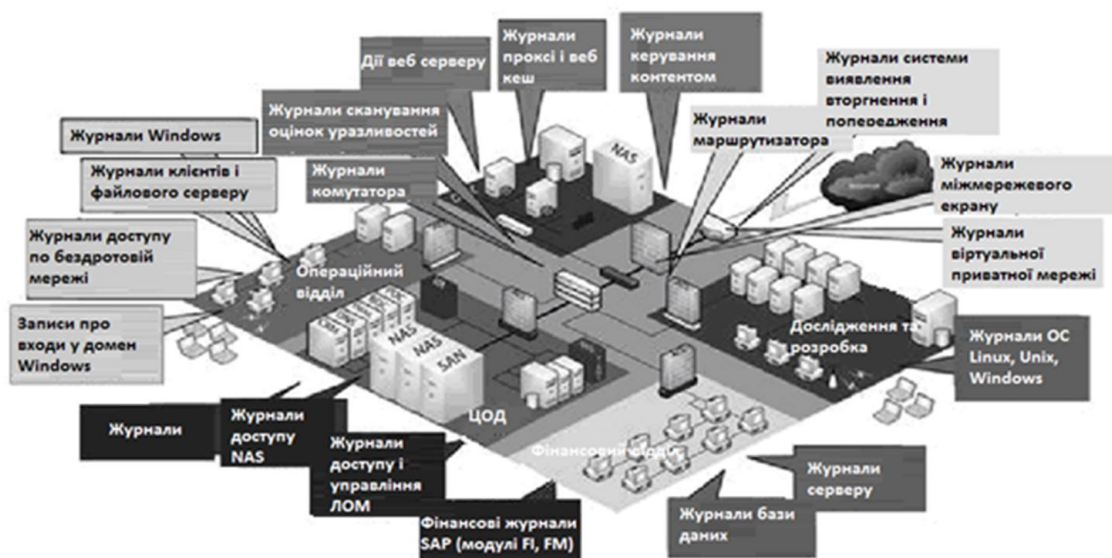 Журнали
проксі і веб
кеш
Журнали
керування
контентом
Дії веб серверу
Журнали системи
виявлення
вторгнення і
попередження
Журнали сканування
оцінок уразливостей
Журнали
маршрутизатора
Журнали Windows
Журнали клієнтів і
файлового серверу
Журнали
комутатора
NAS
Журнали
міжмережевого
екрану
Журнали доступу
по бездротовій
мережі
Журнали
віртуальної
приватної мережі
Операційний
відділ
Записи про
входи у домен
Windows
NAS
NAS
SAN
ЦОД
Дослідження та
розробка
Журнали ОС
Linux, Unix,
Windows
Журнали
Журнали
доступу
NAS
Журнали
доступу і
управління
ЛОМ
Фінансовий відділ
Журнали
серверу
Фінансові журнали
SAP (модулі FI, FM)
Журнали бази
даних